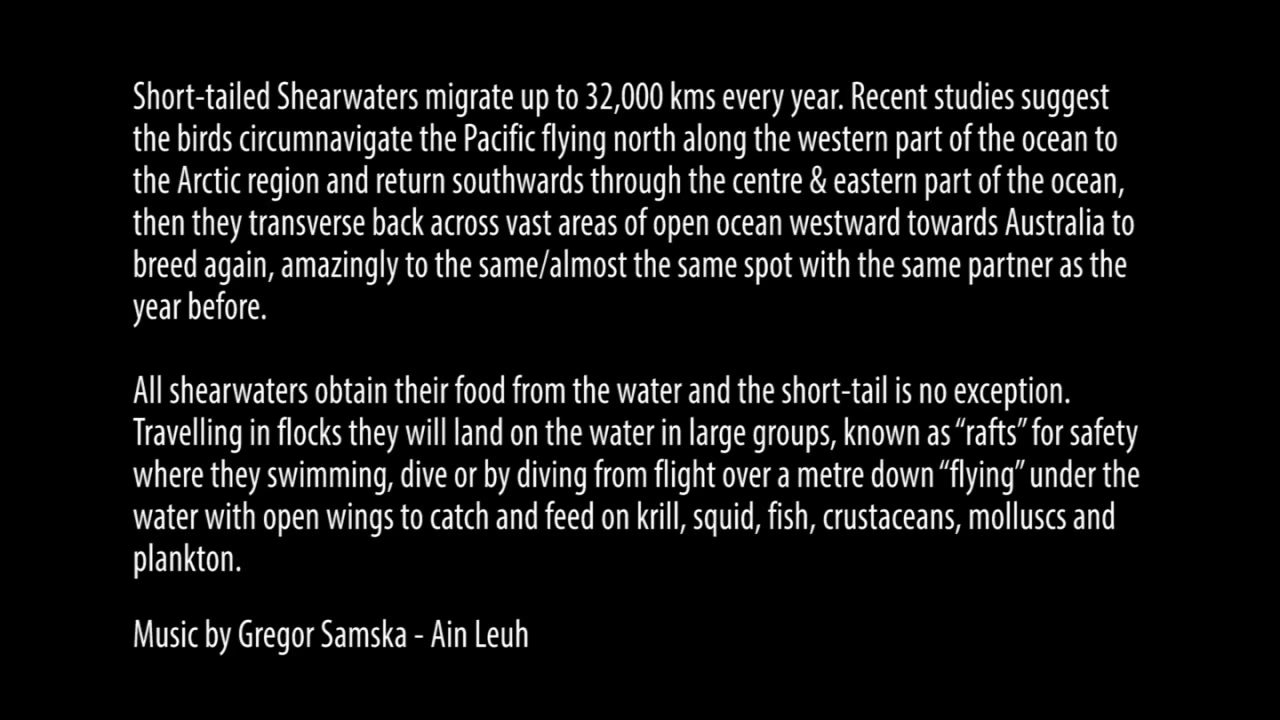 Short-tailed Shearwaters migrate up to 32,000 kms every year. Recent studies suggest
the birds circumnavigate the Pacific flying north along the western part of the ocean to
the Arctic region and return southwards through the centre & eastern part of the ocean,
then they transverse back across vast areas of open ocean westward towards Australia to
breed again, amazingly to the same/almost the same spot with the same partner as the
year before.
All shearwaters obtain their food from the water and the short-tail is no exception.
Travelling in flocks they will land on the water in large groups, known as “rafts” for safety
where they swimming, dive or by diving from flight over a metre down “flying” under the
water with open wings to catch and feed on krill, squid, fish, crustaceans, molluscs and
plankton.
Music by Gregor Samska - Ain Leuh